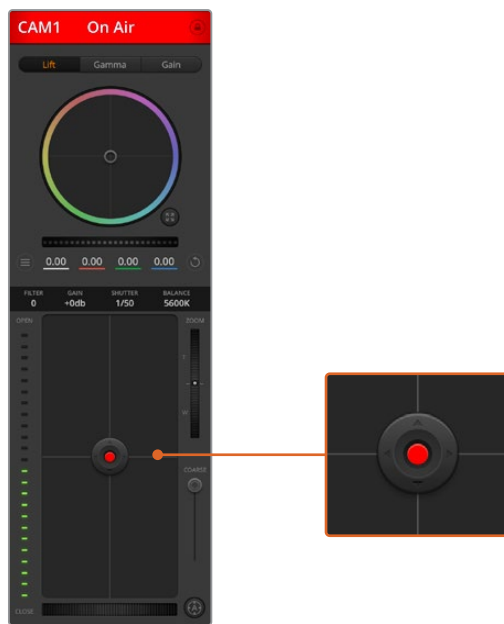 CAM1 On Air
Lift Gamma Gain
0.00 0.00 0.00 0.00
FILTER GAIN SHUTTER BALANCE
0 +0db 1/50 5600K
OPEN ZOOM
T
W
COARSE
CLOSE A